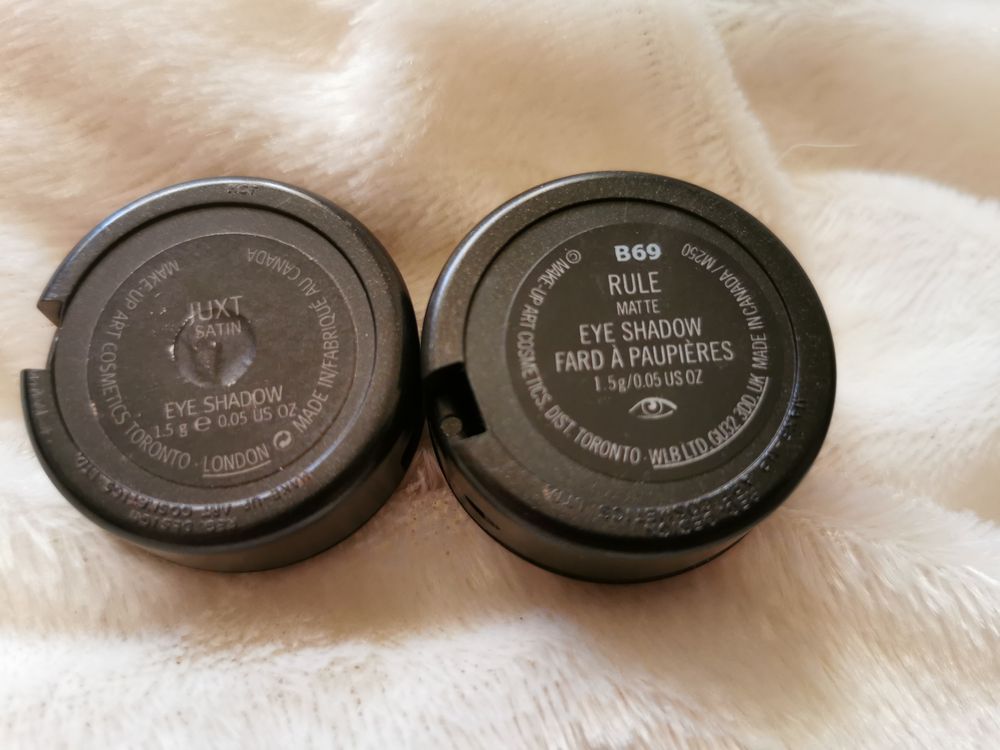 JUXT
SATIN
EYE SHADOW
1.5 g ℮ 0.05 US OZ
MAKE-UP ART COSMETICS TORONTO · LONDON MADE IN/FABRIQUÉ AU CANADA
B69
RULE
MATTE
EYE SHADOW
FARD À PAUPIÈRES
1.5g/0.05 US OZ
MAKE-UP ART COSMETICS, DIST. TORONTO · WLB LTD, GU32 3DD, UK MADE IN CANADA / M250